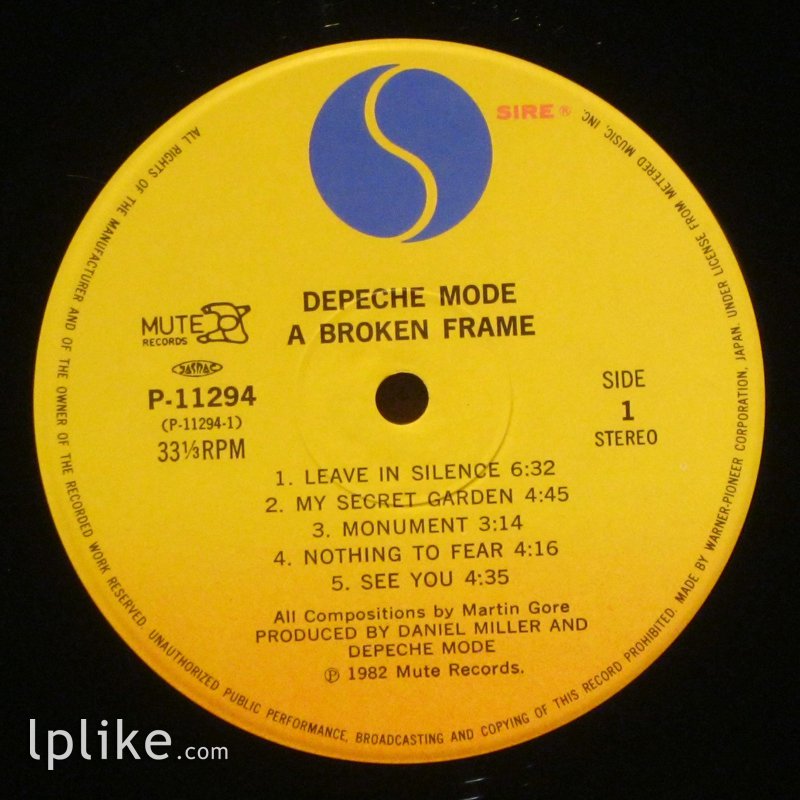 SIRE ®
DEPECHE MODE
A BROKEN FRAME
MUTE
RECORDS
JASRAC
P-11294
(P-11294-1)
33⅓RPM
SIDE
1
STEREO
1. LEAVE IN SILENCE 6:32
2. MY SECRET GARDEN 4:45
3. MONUMENT 3:14
4. NOTHING TO FEAR 4:16
5. SEE YOU 4:35
All Compositions by Martin Gore
PRODUCED BY DANIEL MILLER AND
DEPECHE MODE
℗ 1982 Mute Records.
ALL RIGHTS OF THE MANUFACTURER AND OF THE OWNER OF THE RECORDED WORK RESERVED. UNAUTHORIZED PUBLIC PERFORMANCE, BROADCASTING AND COPYING OF THIS RECORD PROHIBITED. MADE BY WARNER-PIONEER CORPORATION, JAPAN. UNDER LICENSE FROM METERED MUSIC, INC.
lplike.com